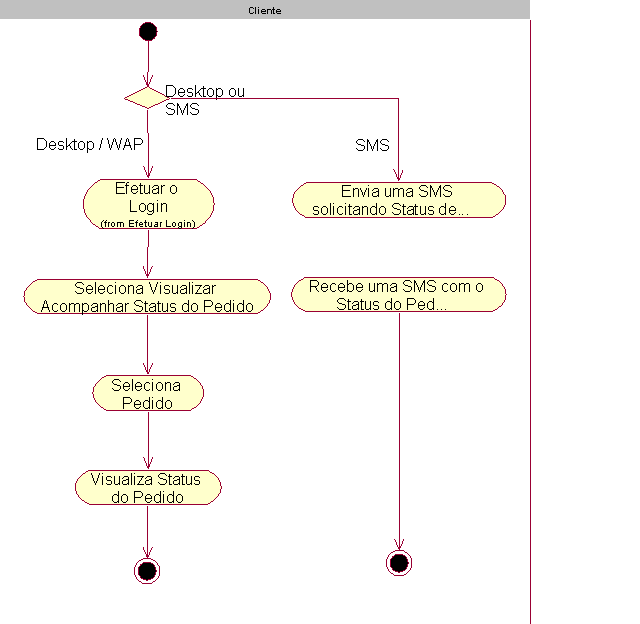 Cliente
Desktop ou
SMS
Desktop / WAP
SMS
Efetuar o
Login
(from Efetuar Login)
Envia uma SMS
solicitando Status de...
Seleciona Visualizar
Acompanhar Status do Pedido
Recebe uma SMS com o
Status do Ped...
Seleciona
Pedido
Visualiza Status
do Pedido